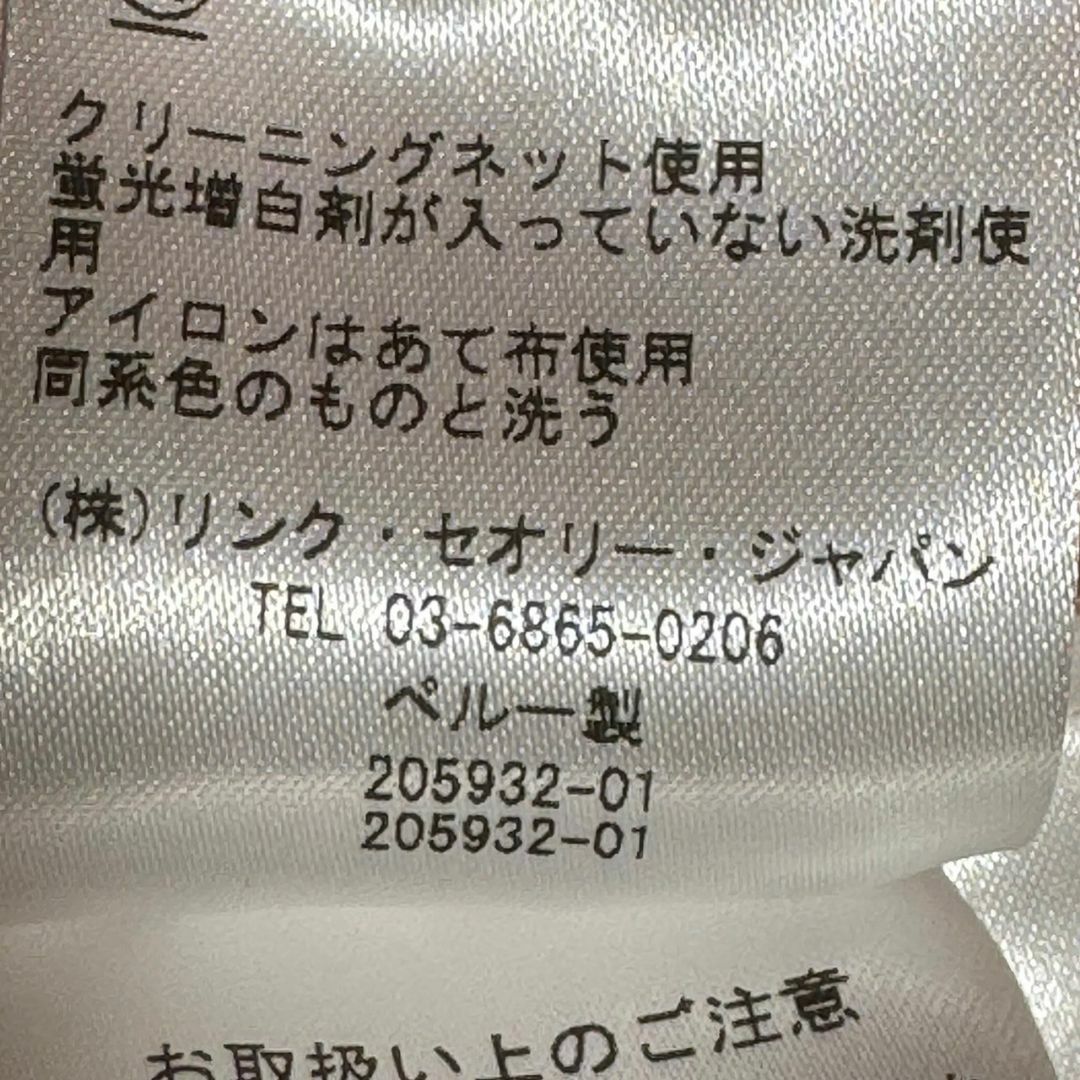 クリーニングネット使用
蛍光増白剤が入っていない洗剤使
用
アイロンはあて布使用
同系色のものと洗う
(株)リンク・セオリー・ジャパン
TEL 03-6865-0206
ペルー製
205932-01
205932-01
お取扱い上のご注意